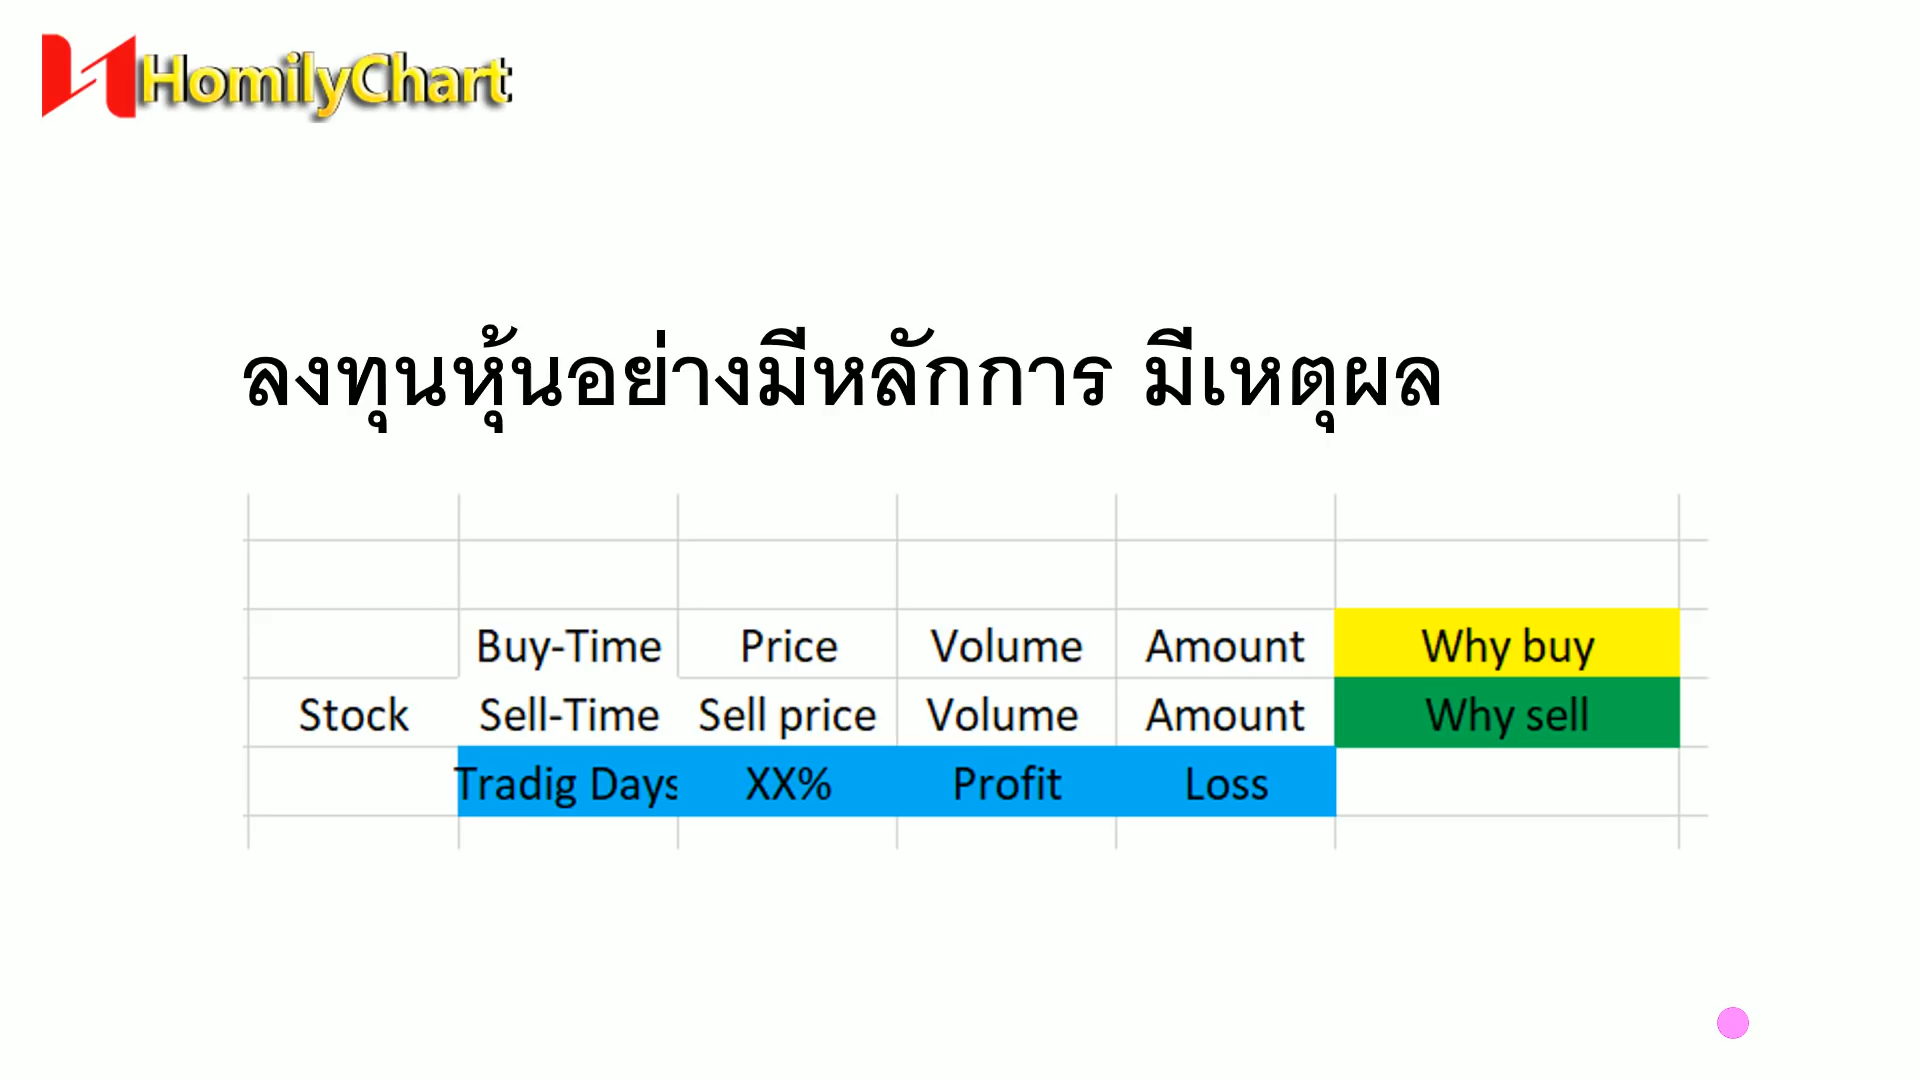 HomilyChart
ลงทุนหุ้นอย่างมีหลักการ มีเหตุผล
Buy-Time Price Volume Amount Why buy
Stock Sell-Time Sell price Volume Amount Why sell
Tradig Days XX% Profit Loss